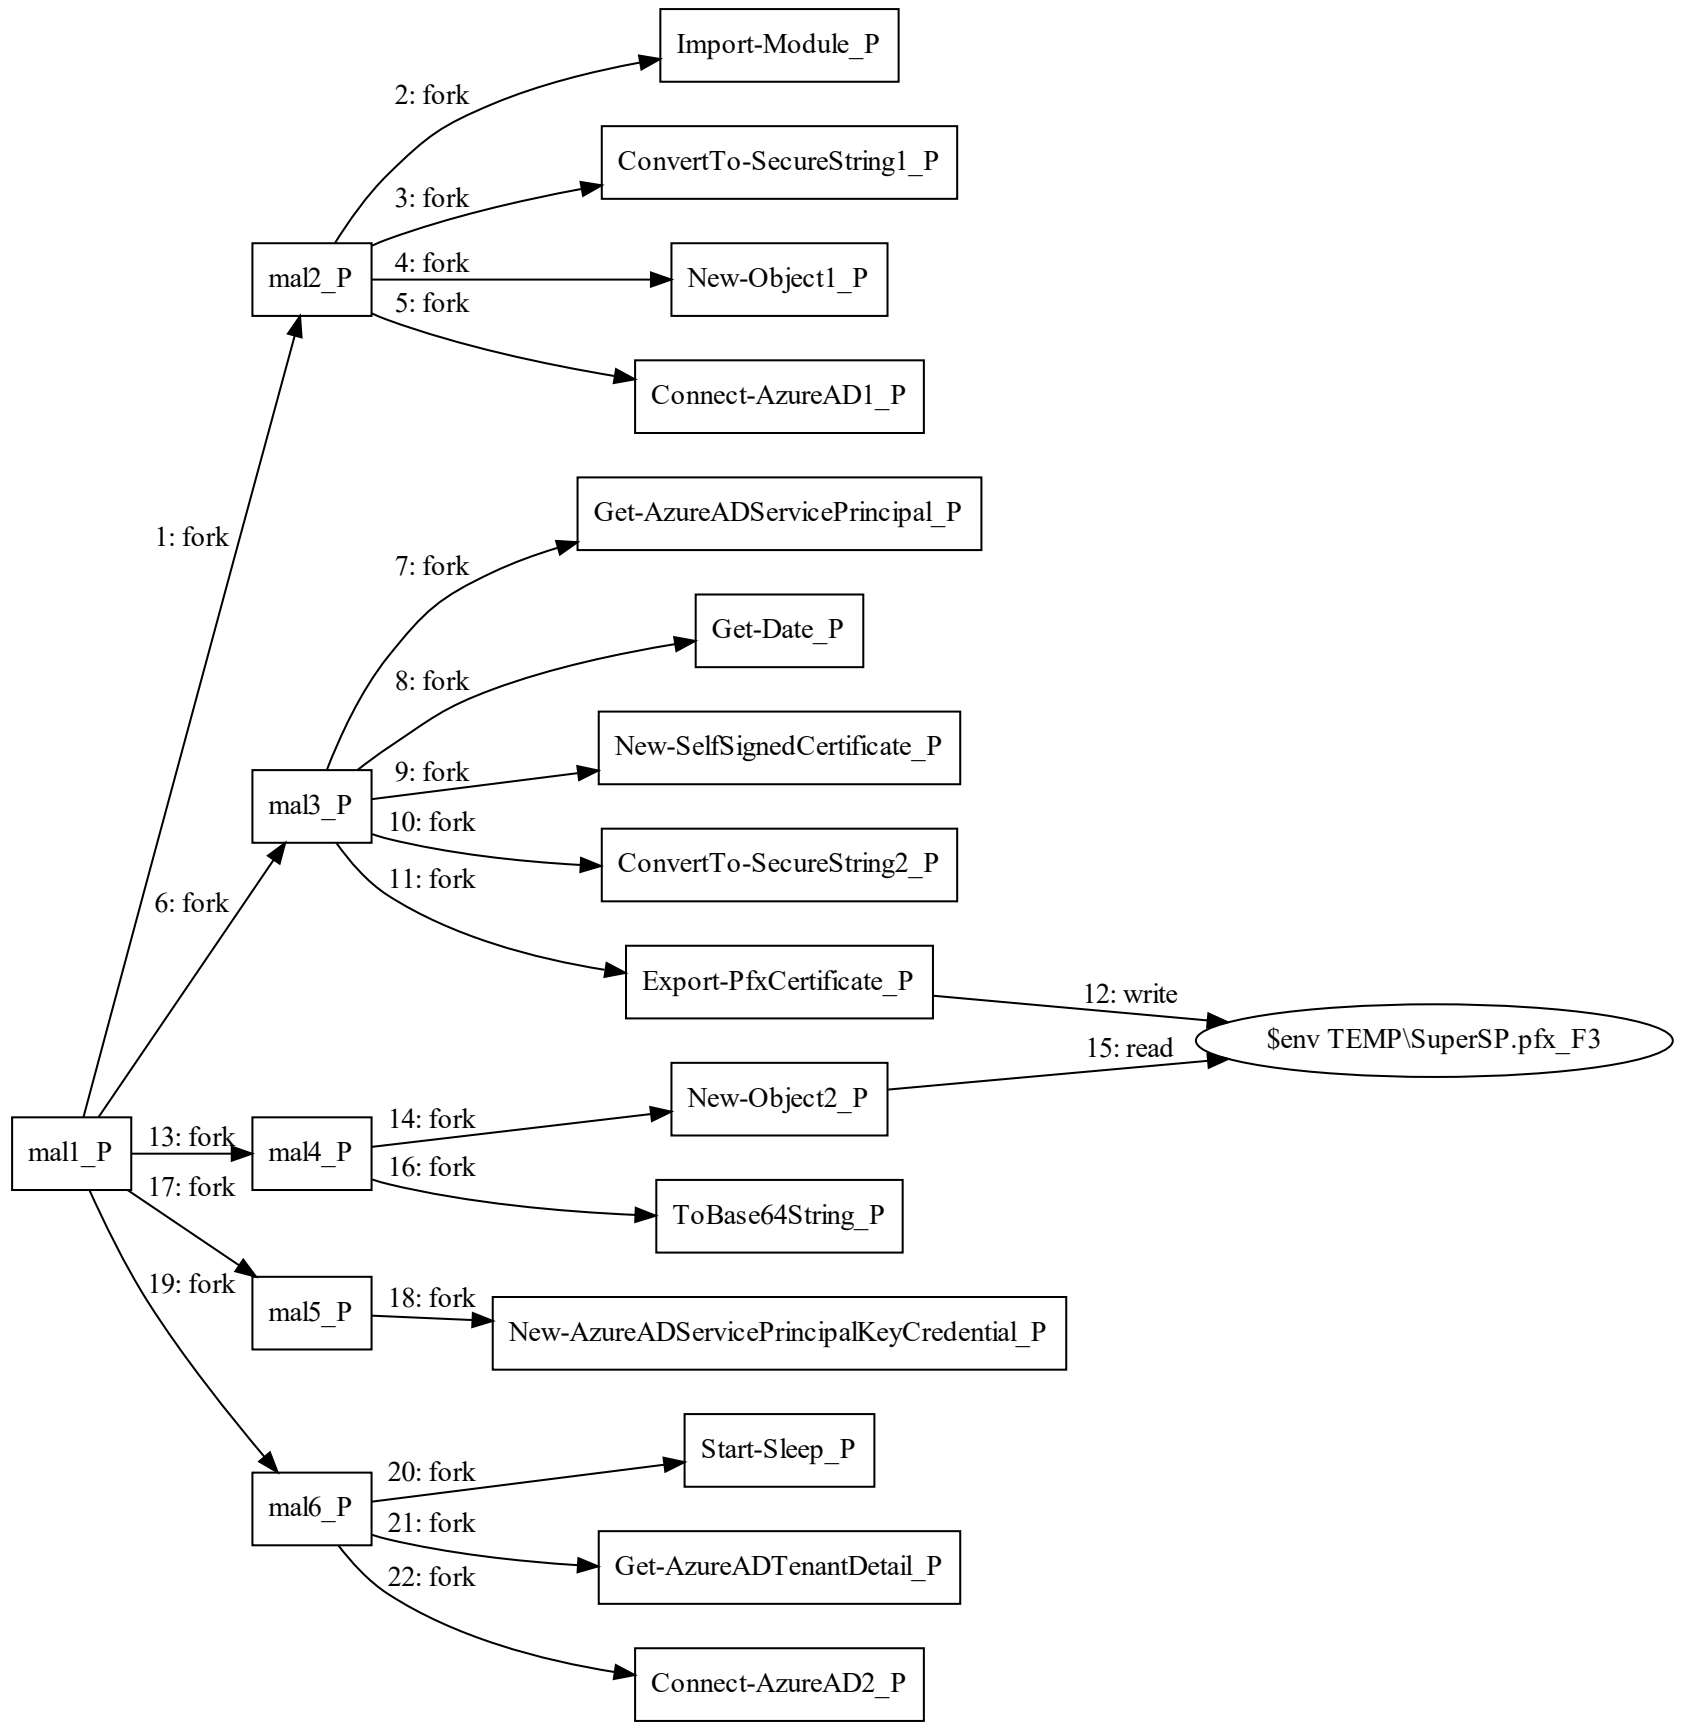 Import-Module_P
2: fork
ConvertTo-SecureString1_P
3: fork
mal2_P
4: fork
New-Object1_P
5: fork
Connect-AzureAD1_P
1: fork
Get-AzureADServicePrincipal_P
7: fork
Get-Date_P
8: fork
New-SelfSignedCertificate_P
9: fork
mal3_P
10: fork
ConvertTo-SecureString2_P
11: fork
6: fork
Export-PfxCertificate_P
12: write
$env TEMP\SuperSP.pfx_F3
15: read
New-Object2_P
14: fork
mal1_P
13: fork
mal4_P
16: fork
17: fork
ToBase64String_P
19: fork
mal5_P
18: fork
New-AzureADServicePrincipalKeyCredential_P
Start-Sleep_P
20: fork
mal6_P
21: fork
Get-AzureADTenantDetail_P
22: fork
Connect-AzureAD2_P